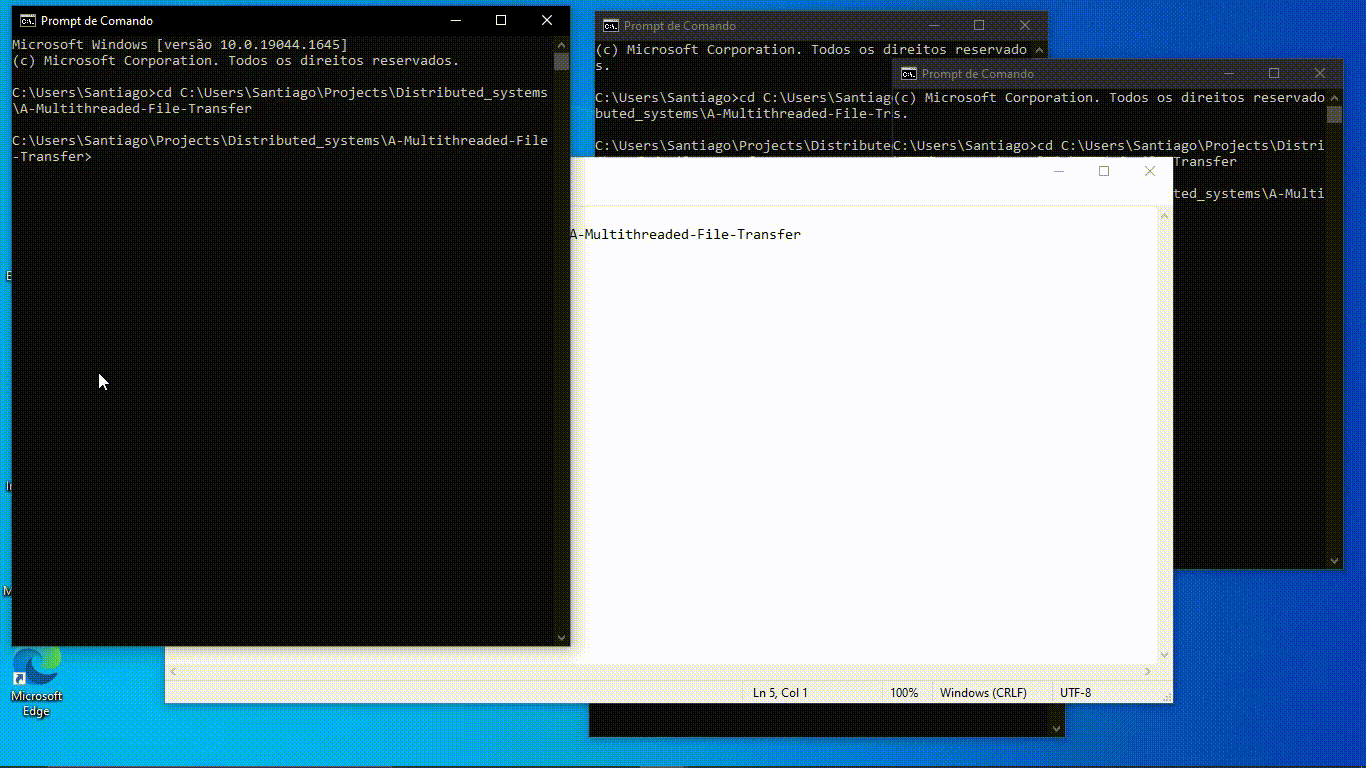 Prompt de Comando
Microsoft Windows [versão 10.0.19044.1645]
(c) Microsoft Corporation. Todos os direitos reservados.
C:\Users\Santiago>cd C:\Users\Santiago\Projects\Distributed_systems
\A-Multithreaded-File-Transfer
C:\Users\Santiago\Projects\Distributed_systems\A-Multithreaded-File
-Transfer>
Prompt de Comando
(c) Microsoft Corporation. Todos os direitos reservado
s.
C:\Users\Santiago>cd C:\Users\Santiag
buted_systems\A-Multithreaded-File-Tr
C:\Users\Santiago\Projects\Distribute
Prompt de Comando
(c) Microsoft Corporation. Todos os direitos reservado
s.
C:\Users\Santiago>cd C:\Users\Santiago\Projects\Distri
Transfer
ted_systems\A-Multi
A-Multithreaded-File-Transfer
Ln 5, Col 1
100%
Windows (CRLF)
UTF-8
Microsoft
Edge